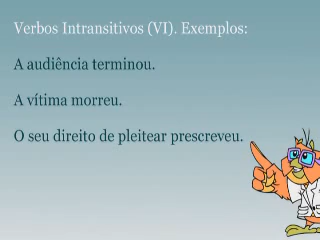 Verbos Intransitivos (VI). Exemplos:
A audiência terminou.
A vítima morreu.
O seu direito de pleitear prescreveu.